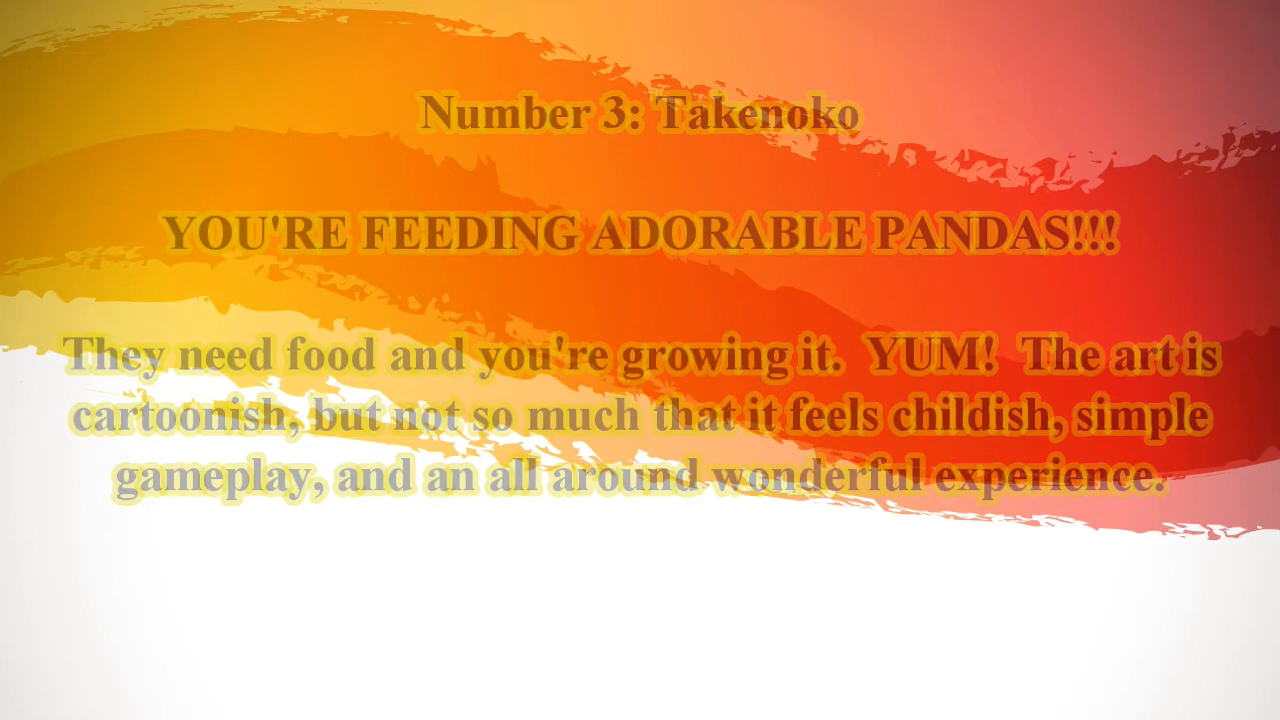 Number 3: Takenoko
YOU'RE FEEDING ADORABLE PANDAS!!!
They need food and you're growing it.  YUM!  The art is
cartoonish, but not so much that it feels childish, simple
gameplay, and an all around wonderful experience.